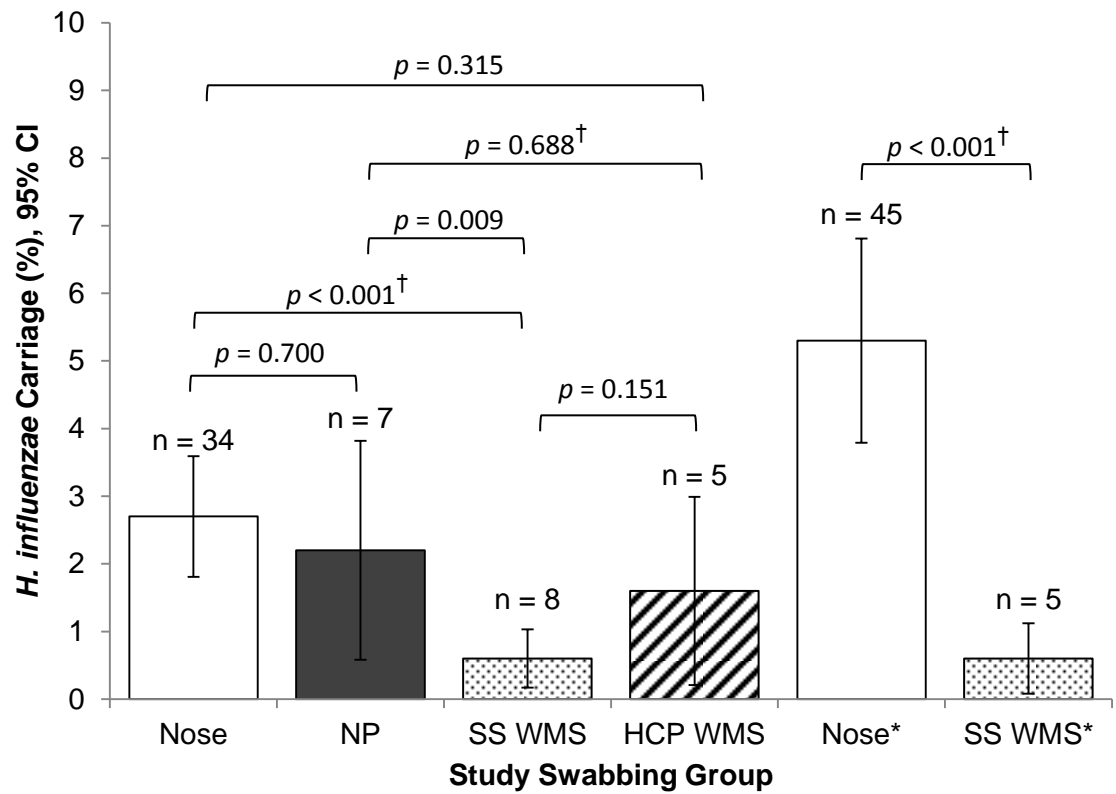 10
9
8
7
6
5
4
3
2
1
0
H. influenzae Carriage (%), 95% CI
p = 0.315
p = 0.688†
p < 0.001†
p = 0.009
n = 45
p < 0.001†
p = 0.700
p = 0.151
n = 34
n = 7
n = 5
n = 8
n = 5
Nose NP SS WMS HCP WMS Nose* SS WMS*
Study Swabbing Group